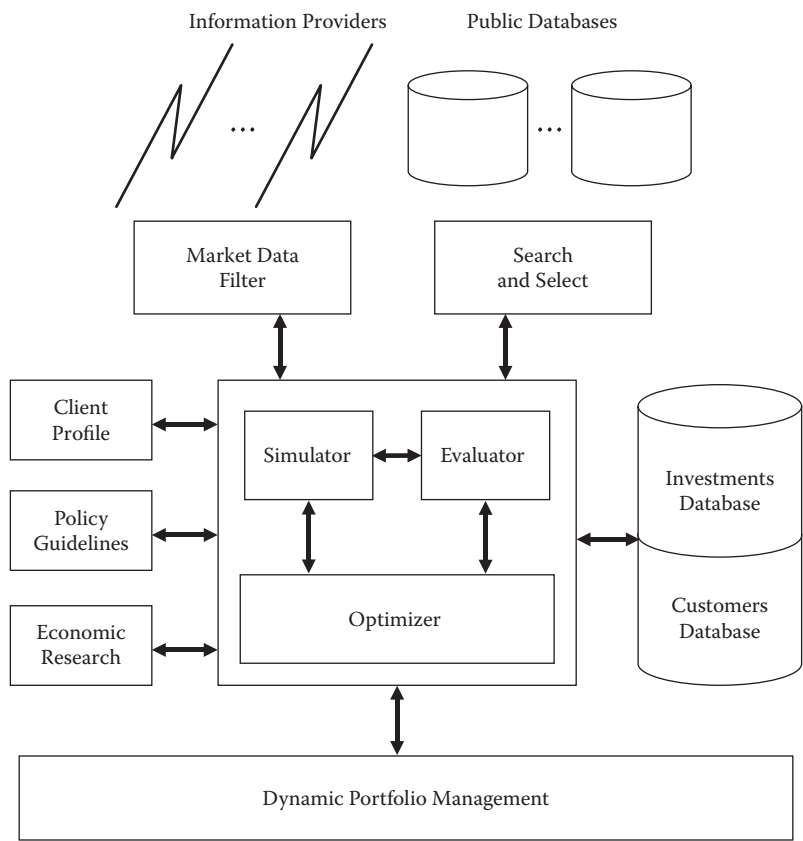 Information Providers
Public Databases
...
...
Market Data
Filter
Search
and Select
Client
Profile
Simulator
Evaluator
Investments
Database
Policy
Guidelines
Optimizer
Customers
Database
Economic
Research
Dynamic Portfolio Management